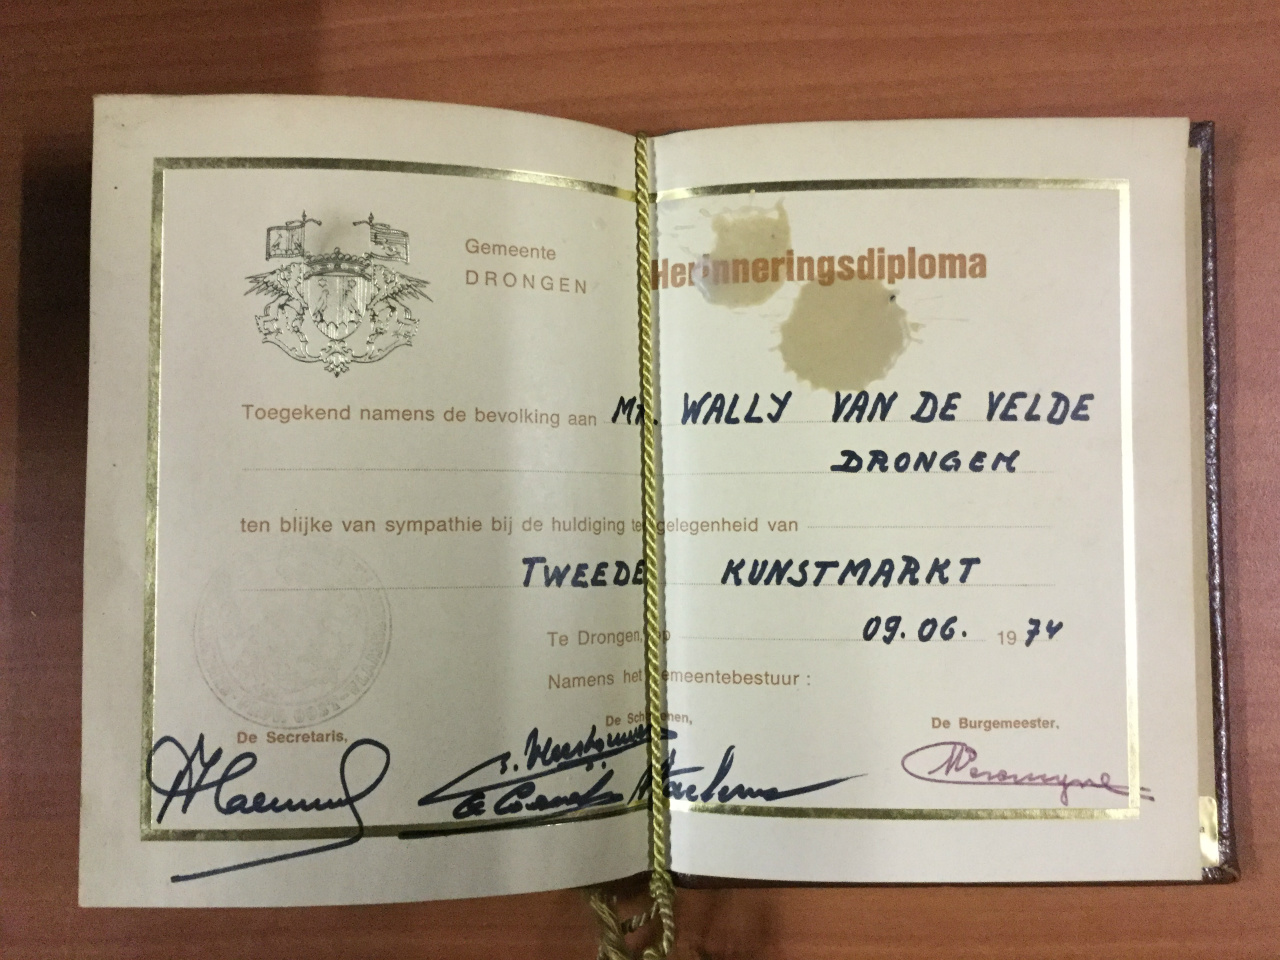 Gemeente
DRONGEN
Herinneringsdiploma
Toegekend namens de bevolking aan Mr. WALLY VAN DE VELDE
DRONGEN
ten blijke van sympathie bij de huldiging te gelegenheid van
TWEEDE KUNSTMARKT
Te Drongen, op 09.06. 1974
Namens het gemeentebestuur :
De Secretaris,
De Schepenen,
De Burgemeester,